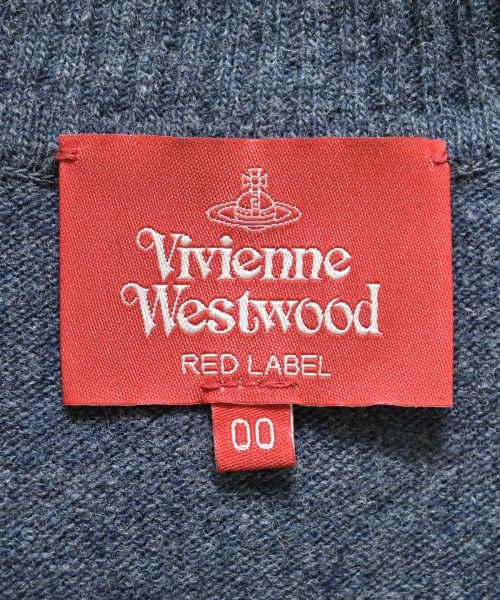 Vivienne
Westwood
RED LABEL
00